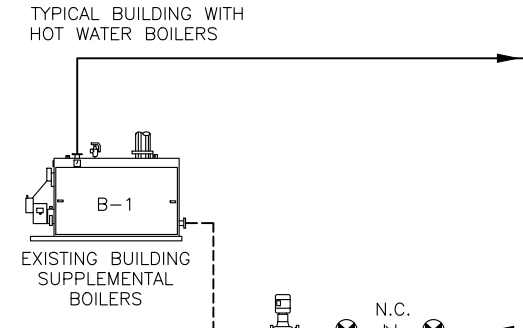 TYPICAL BUILDING WITH
HOT WATER BOILERS
B-1
EXISTING BUILDING
SUPPLEMENTAL
BOILERS
N.C.